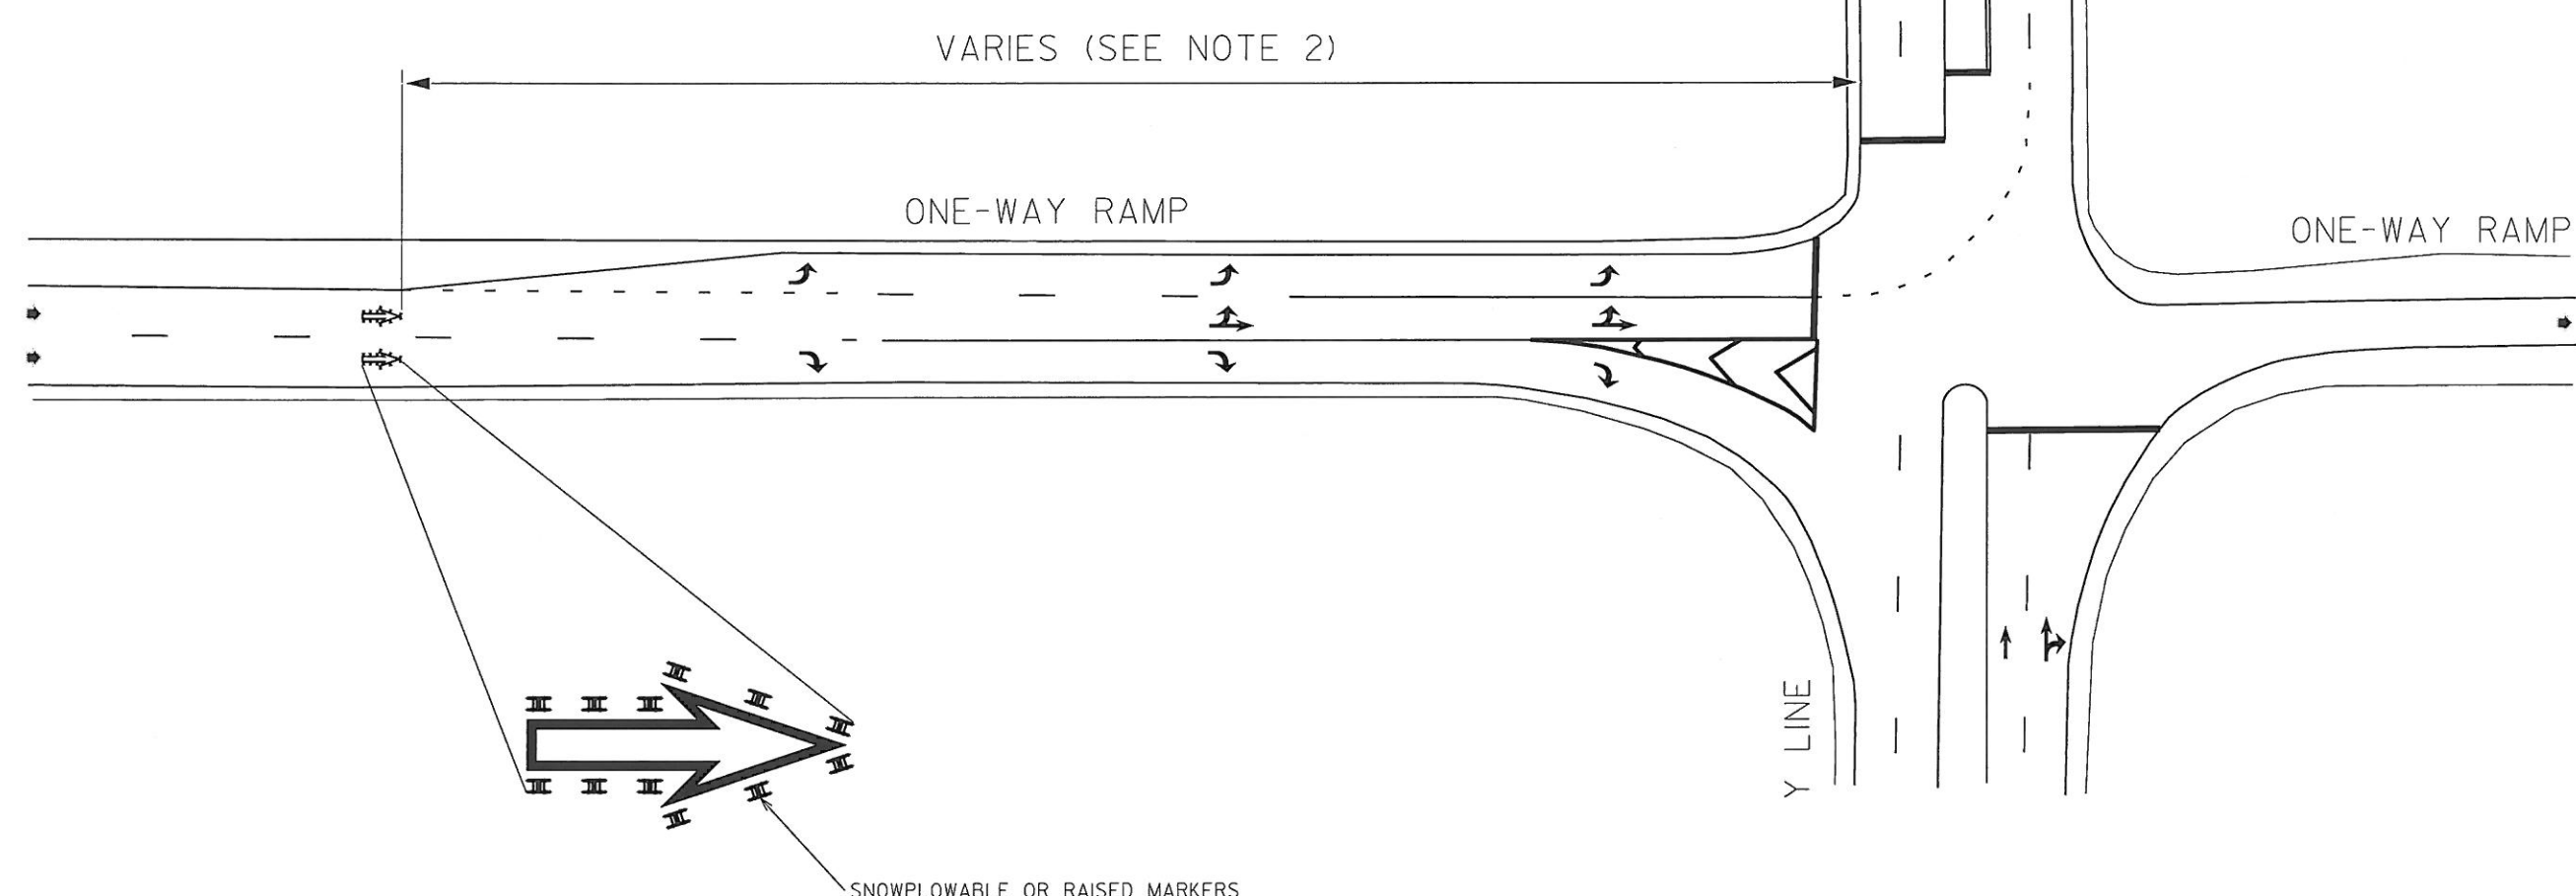 VARIES (SEE NOTE 2)
ONE-WAY RAMP
ONE-WAY RAMP
Y LINE
SNOWPLOWABLE OR RAISED MARKERS